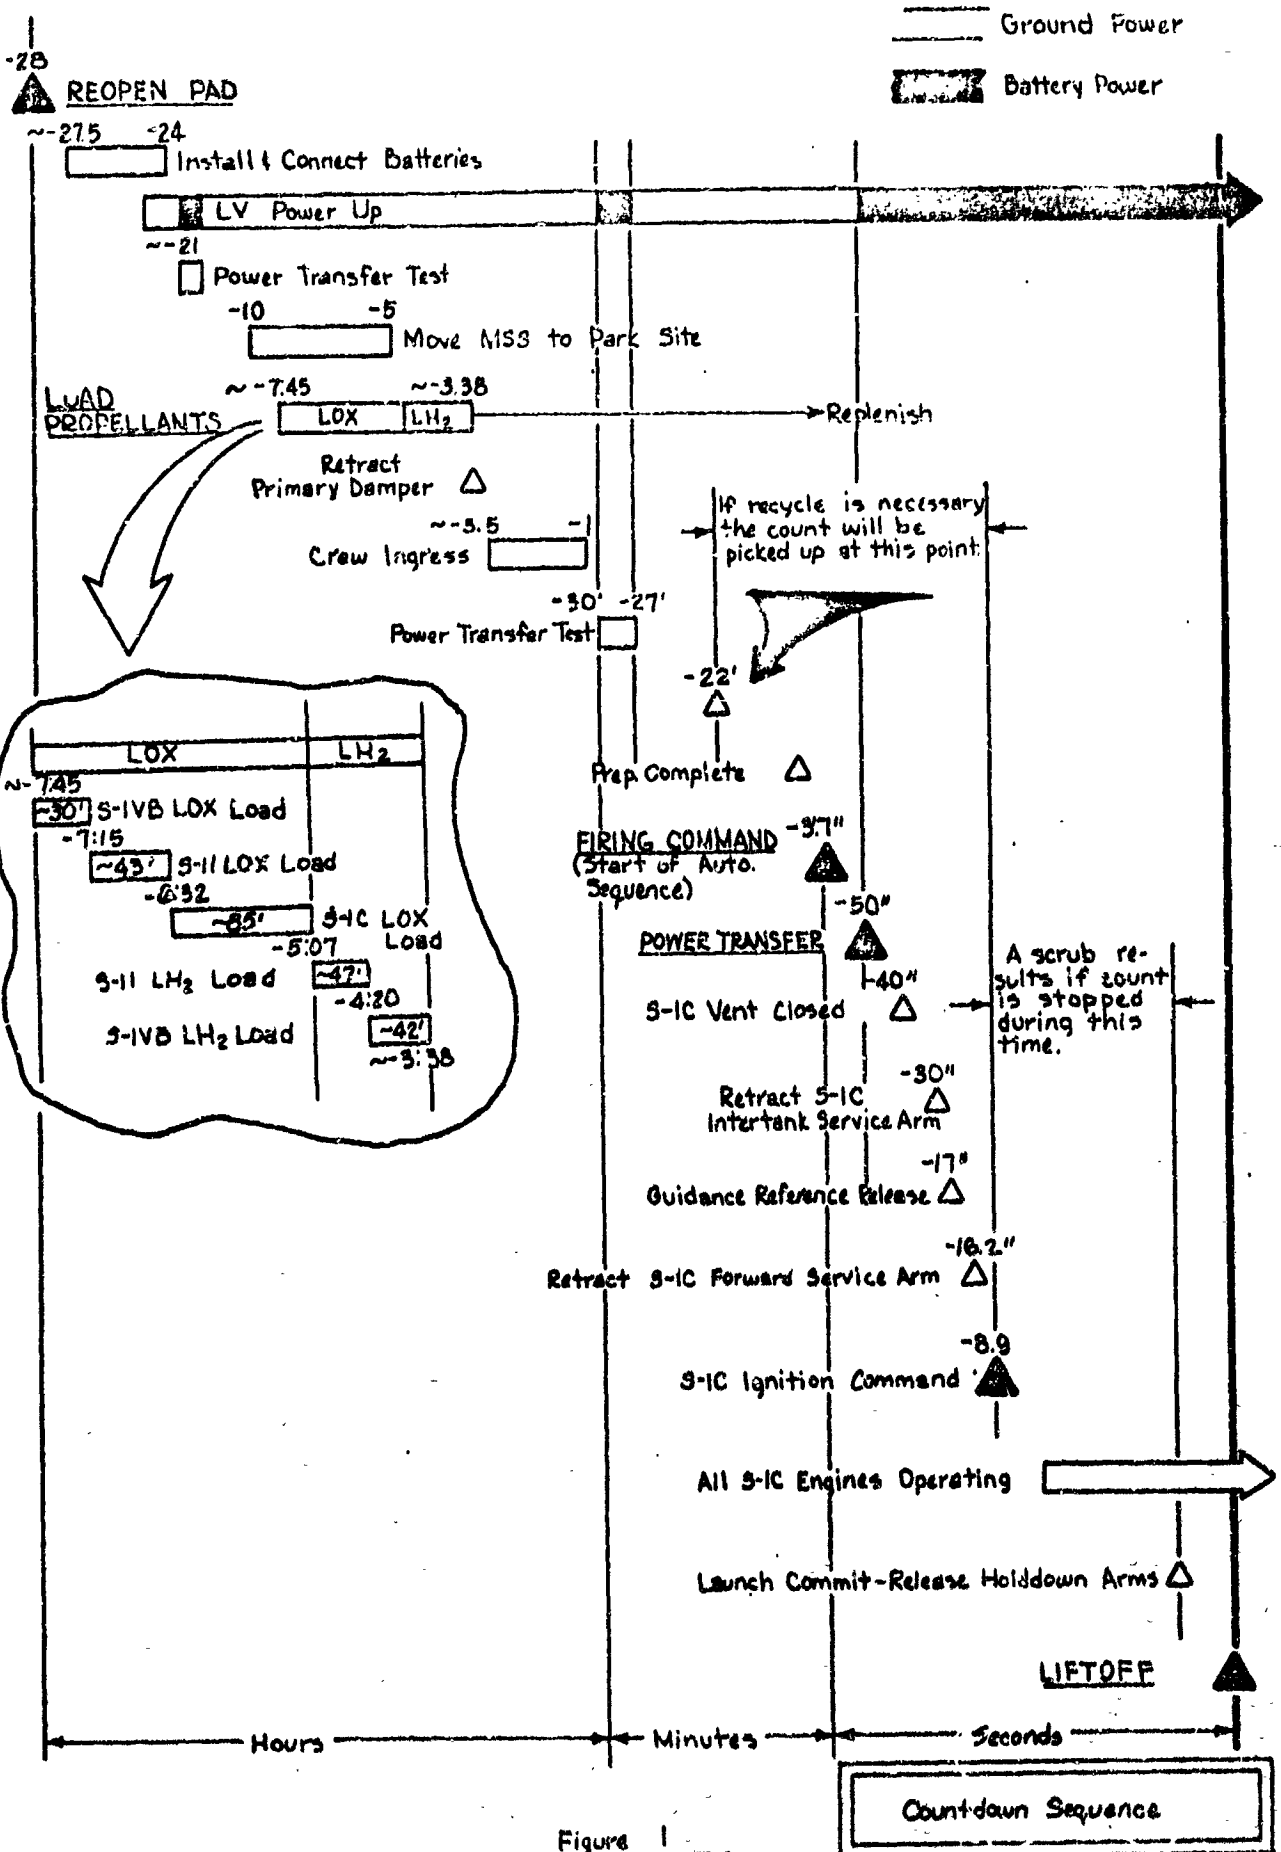 Ground Power
Battery Power
-28
REOPEN PAD
~-27.5 -24
Install & Connect Batteries
LV Power Up
~-21
Power Transfer Test
-10 -5
Move MSS to Park Site
LOAD
PROPELLANTS
~-7:45 ~-3:38
LOX LH2
Replenish
Retract
Primary Damper
~-3.5 -1
Crew Ingress
If recycle is necessary
the count will be
picked up at this point.
-30' -27'
Power Transfer Test
-22'
LOX LH2
~-7:45
~30' S-IVB LOX Load
-7:15
~43' S-II LOX Load
-6:32
~85' S-IC LOX
Load
-5:07
S-II LH2 Load ~47'
-4:20
S-IVB LH2 Load ~42'
~-3:38
Prep. Complete
FIRING COMMAND
(Start of Auto.
Sequence)
-50"
POWER TRANSFER
-40"
S-IC Vent Closed
A scrub re-
sults if count
is stopped
during this
time.
-30"
Retract S-IC
Intertank Service Arm
-17"
Guidance Reference Release
-16.2"
Retract S-IC Forward Service Arm
-8.9
S-IC Ignition Command
All S-IC Engines Operating
Launch Commit-Release Holddown Arms
LIFTOFF
Hours Minutes Seconds
Countdown Sequence
Figure 1